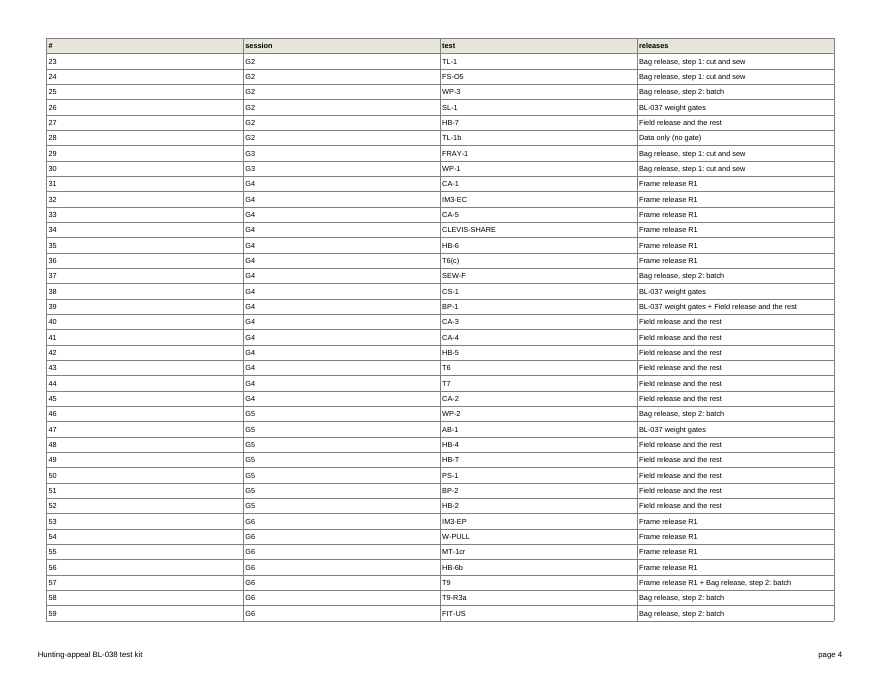 # session test releases
23 G2 TL-1 Bag release, step 1: cut and sew
24 G2 FS-O5 Bag release, step 1: cut and sew
25 G2 WP-3 Bag release, step 2: batch
26 G2 SL-1 BL-037 weight gates
27 G2 HB-7 Field release and the rest
28 G2 TL-1b Data only (no gate)
29 G3 FRAY-1 Bag release, step 1: cut and sew
30 G3 WP-1 Bag release, step 1: cut and sew
31 G4 CA-1 Frame release R1
32 G4 IM3-EC Frame release R1
33 G4 CA-5 Frame release R1
34 G4 CLEVIS-SHARE Frame release R1
35 G4 HB-6 Frame release R1
36 G4 T6(c) Frame release R1
37 G4 SEW-F Bag release, step 2: batch
38 G4 CS-1 BL-037 weight gates
39 G4 BP-1 BL-037 weight gates + Field release and the rest
40 G4 CA-3 Field release and the rest
41 G4 CA-4 Field release and the rest
42 G4 HB-5 Field release and the rest
43 G4 T6 Field release and the rest
44 G4 T7 Field release and the rest
45 G4 CA-2 Field release and the rest
46 G5 WP-2 Bag release, step 2: batch
47 G5 AB-1 BL-037 weight gates
48 G5 HB-4 Field release and the rest
49 G5 HB-T Field release and the rest
50 G5 PS-1 Field release and the rest
51 G5 BP-2 Field release and the rest
52 G5 HB-2 Field release and the rest
53 G6 IM3-EP Frame release R1
54 G6 W-PULL Frame release R1
55 G6 MT-1cr Frame release R1
56 G6 HB-6b Frame release R1
57 G6 T9 Frame release R1 + Bag release, step 2: batch
58 G6 T9-R3a Bag release, step 2: batch
59 G6 FIT-US Bag release, step 2: batch
Hunting-appeal BL-038 test kit page 4